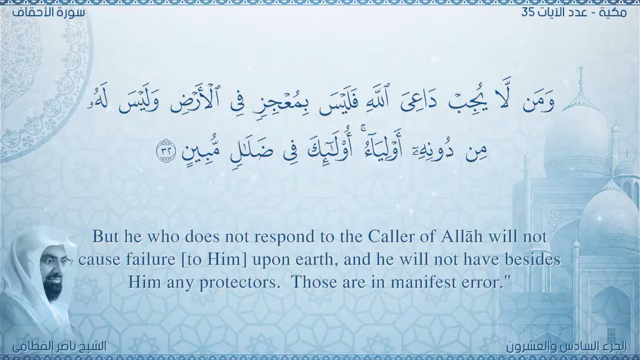 مكية - عدد الآيات 35
سورة الأحقاف
وَمَن لَّا يُجِبْ دَاعِىَ ٱللَّهِ فَلَيْسَ بِمُعْجِزٍ فِى ٱلْأَرْضِ وَلَيْسَ لَهُۥ
مِن دُونِهِۦٓ أَوْلِيَآءُ ۚ أُو۟لَـٰٓئِكَ فِى ضَلَـٰلٍ مُّبِينٍ ٣٢
But he who does not respond to the Caller of Allāh will not
cause failure [to Him] upon earth, and he will not have besides
Him any protectors. Those are in manifest error."
الجزء السادس والعشرون
الشيخ ناصر القطامي